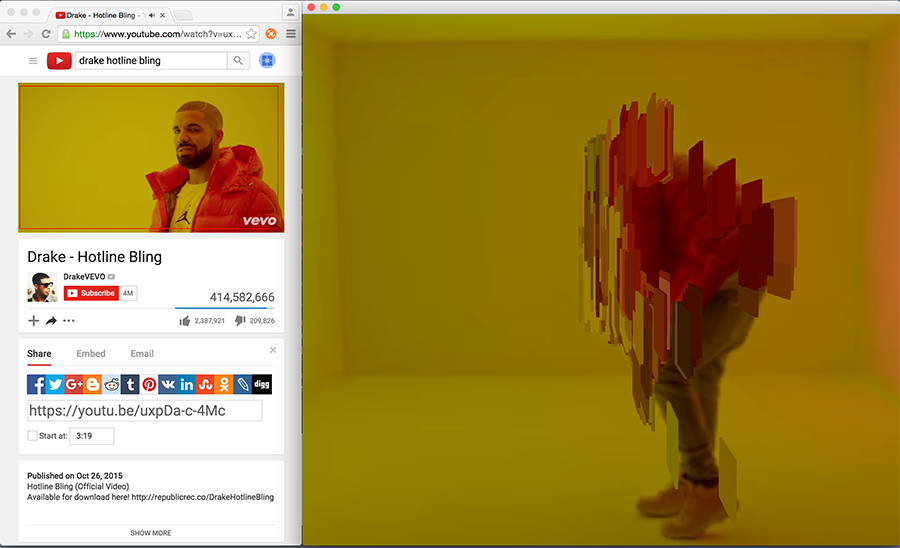 Drake - Hotline Bling - Y
https://www.youtube.com/watch?v=ux...
drake hotline bling
vevo
Drake - Hotline Bling
DrakeVEVO
Subscribe 4M
414,582,666
2,387,921 209,826
Share Embed Email
digg
https://youtu.be/uxpDa-c-4Mc
Start at: 3:19
Published on Oct 26, 2015
Hotline Bling (Official Video)
Available for download here! http://republicrec.co/DrakeHotlineBling
SHOW MORE